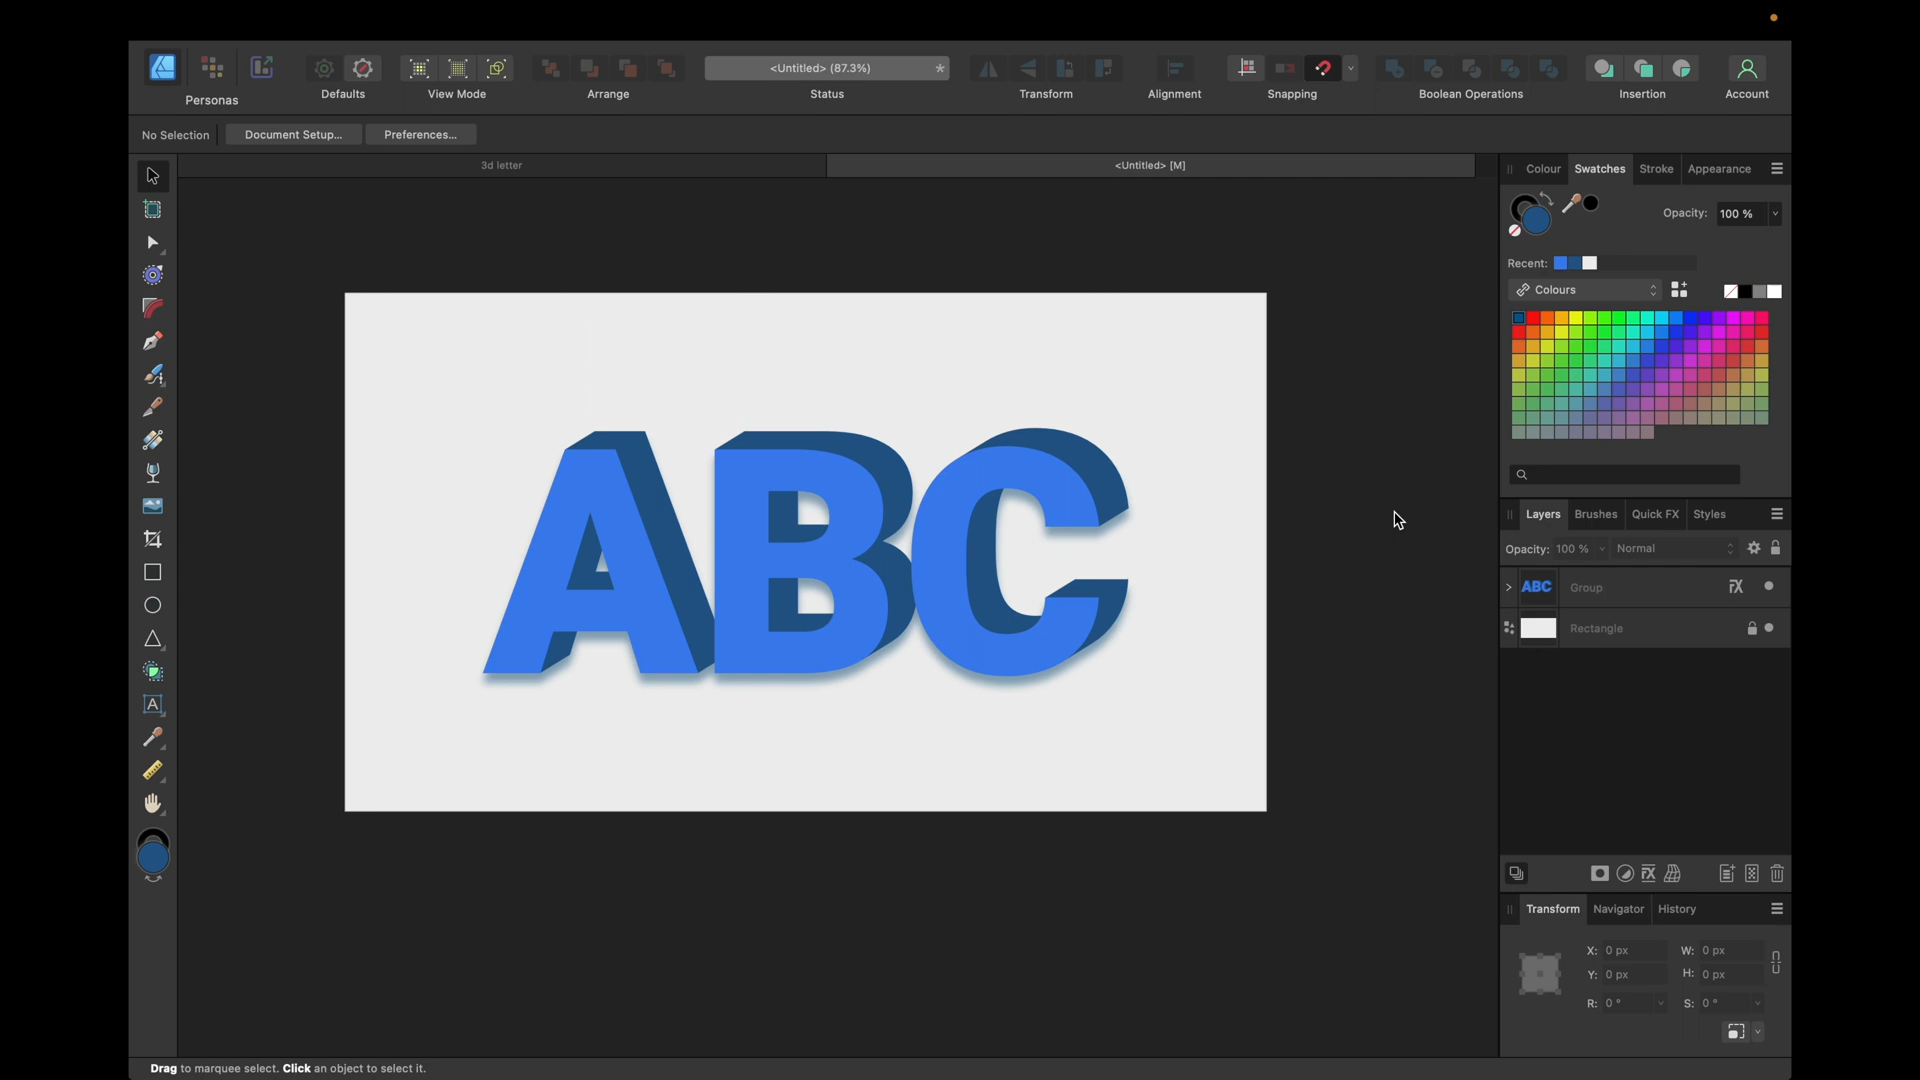 <Untitled> (87.3%)
*
Personas
Defaults
View Mode
Arrange
Status
Transform
Alignment
Snapping
Boolean Operations
Insertion
Account
No Selection
Document Setup...
Preferences...
3d letter
<Untitled> [M]
Colour
Swatches
Stroke
Appearance
Opacity:
100 %
Recent:
Colours
ABC
Layers
Brushes
Quick FX
Styles
Opacity: 100 %
Normal
ABC
Group
FX
Rectangle
A
FX
Transform
Navigator
History
X: 0 px
W: 0 px
Y: 0 px
H: 0 px
R: 0 °
S: 0 °
Drag to marquee select. Click an object to select it.